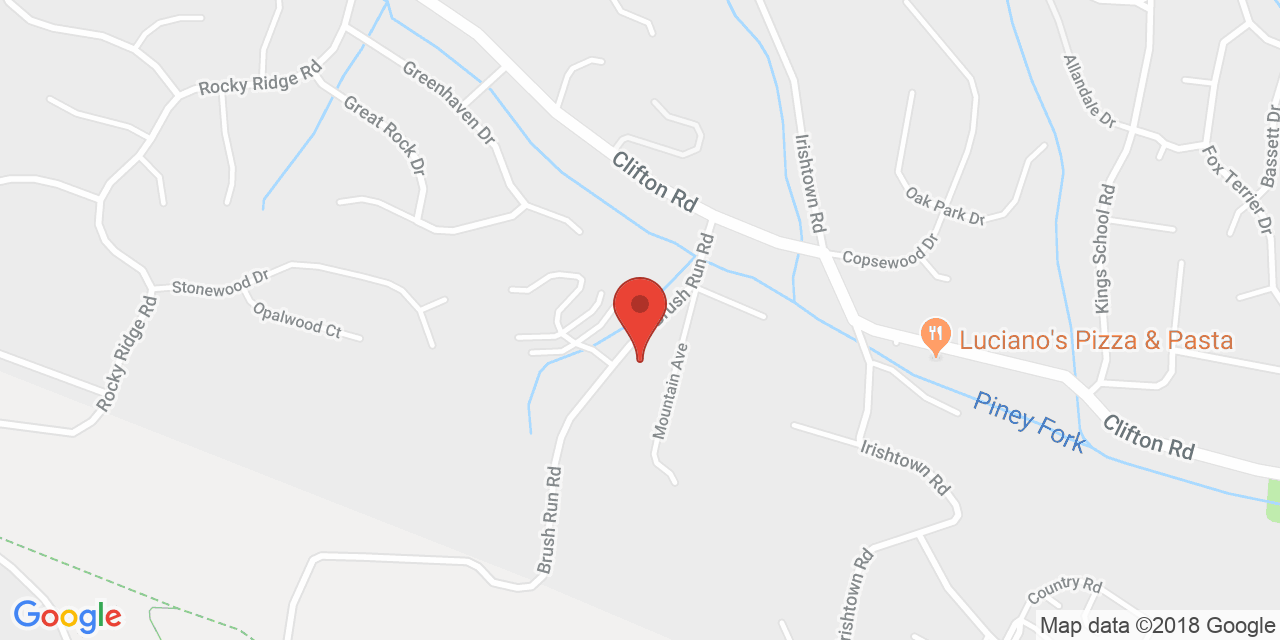 Rocky Ridge Rd
Greenhaven Dr
Great Rock Dr
Allandale Dr
Bassett Dr
Clifton Rd
Irishtown Rd
Fox Terrier Dr
Oak Park Dr
Kings School Rd
Copsewood Dr
Brush Run Rd
Stonewood Dr
Opalwood Ct
Rocky Ridge Rd
Luciano's Pizza & Pasta
Mountain Ave
Piney Fork
Clifton Rd
Irishtown Rd
Brush Run Rd
Irishtown Rd
Country Rd
Google
Map data ©2018 Google